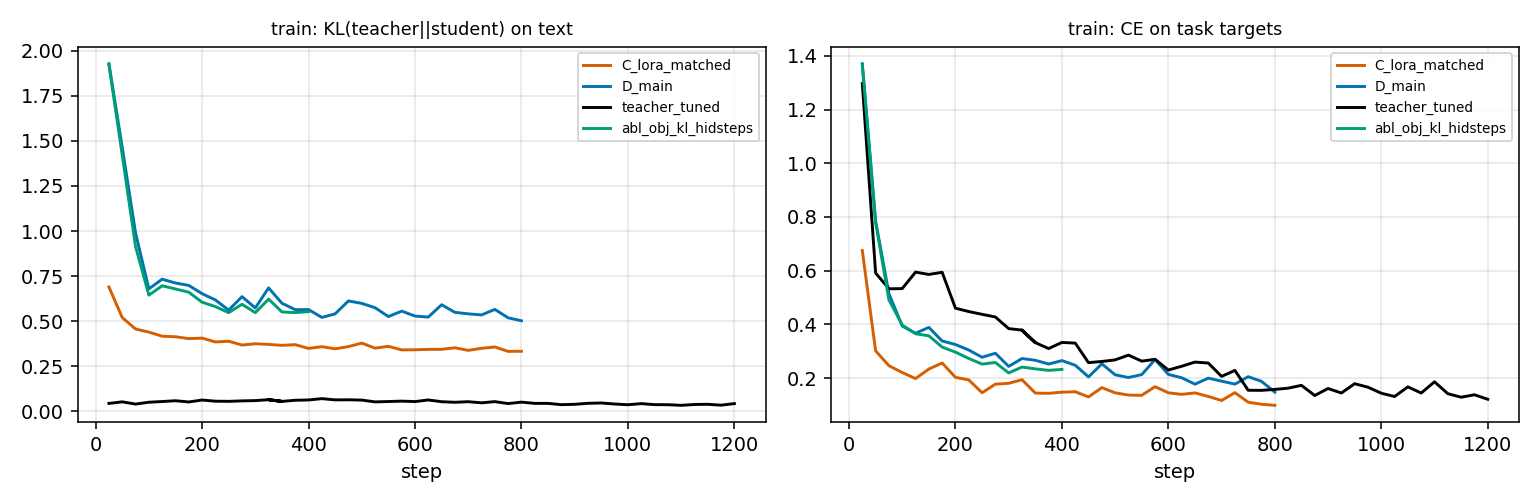 train: KL(teacher||student) on text
2.00
1.75
1.50
1.25
1.00
0.75
0.50
0.25
0.00
0
200
400
600
800
1000
1200
step
C_lora_matched
D_main
teacher_tuned
abl_obj_kl_hidsteps
train: CE on task targets
1.4
1.2
1.0
0.8
0.6
0.4
0.2
0
200
400
600
800
1000
1200
step
C_lora_matched
D_main
teacher_tuned
abl_obj_kl_hidsteps